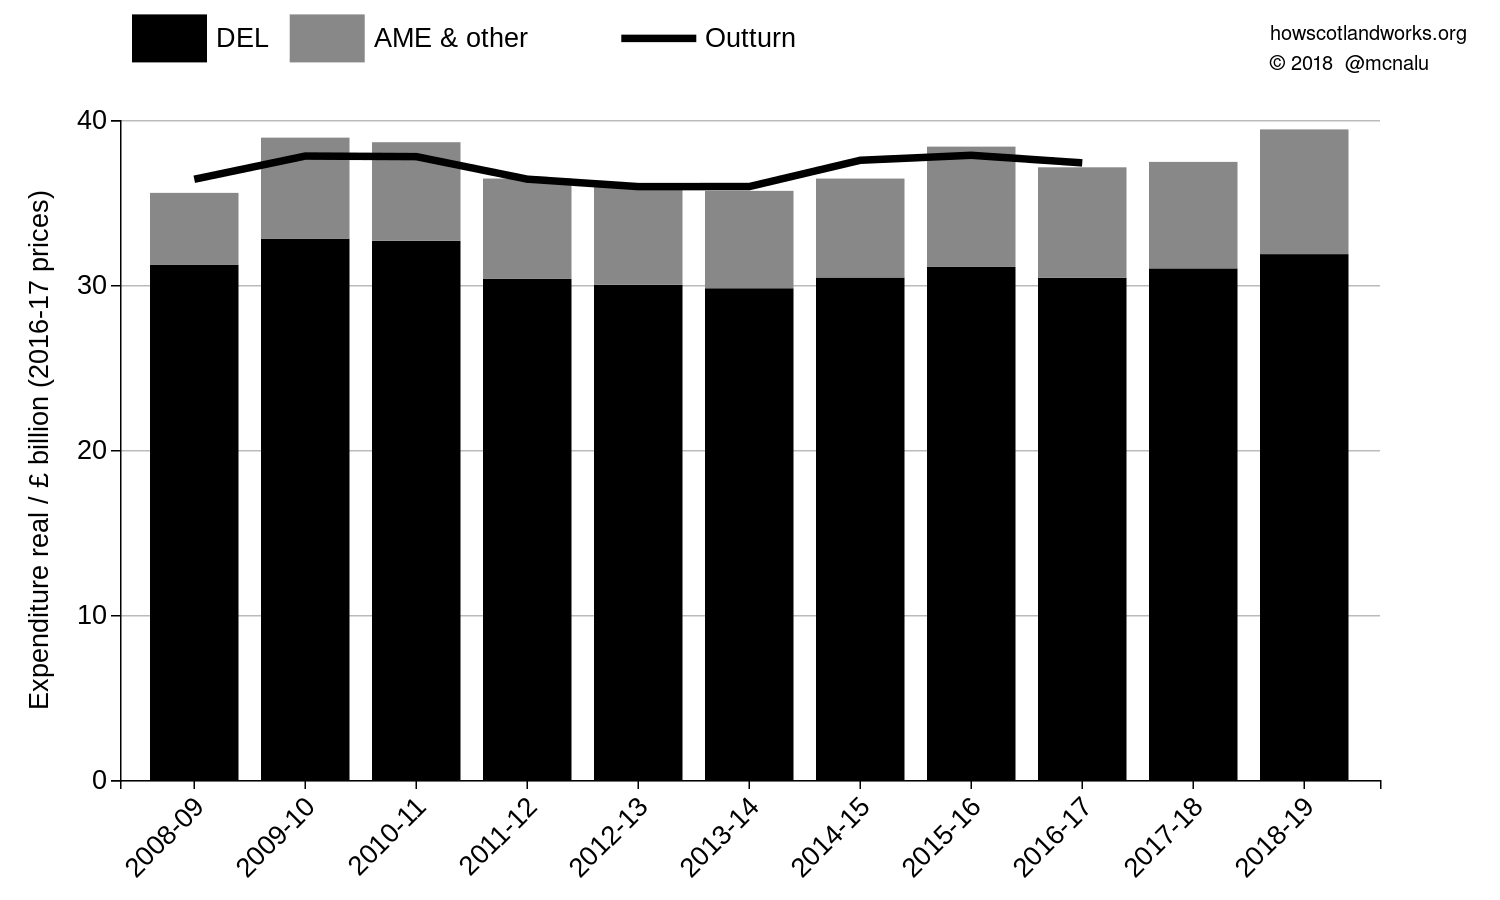 DEL AME & other Outturn
howscotlandworks.org
© 2018 @mcnalu
Expenditure real / £ billion (2016-17 prices)
40
30
20
10
0
2008-09 2009-10 2010-11 2011-12 2012-13 2013-14 2014-15 2015-16 2016-17 2017-18 2018-19